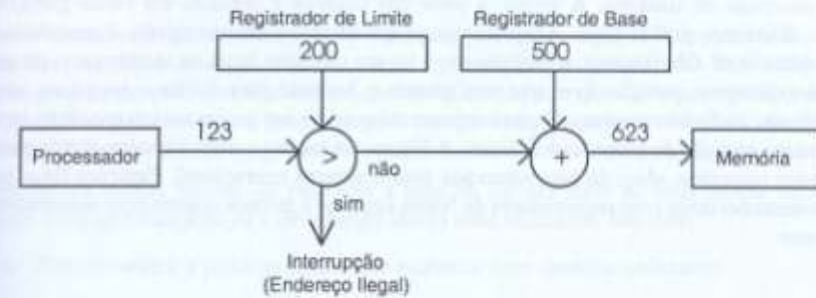 Registrador de Limite
Registrador de Base
200
500
Processador
123
>
não
+
623
Memória
sim
Interrupção
(Endereço Ilegal)